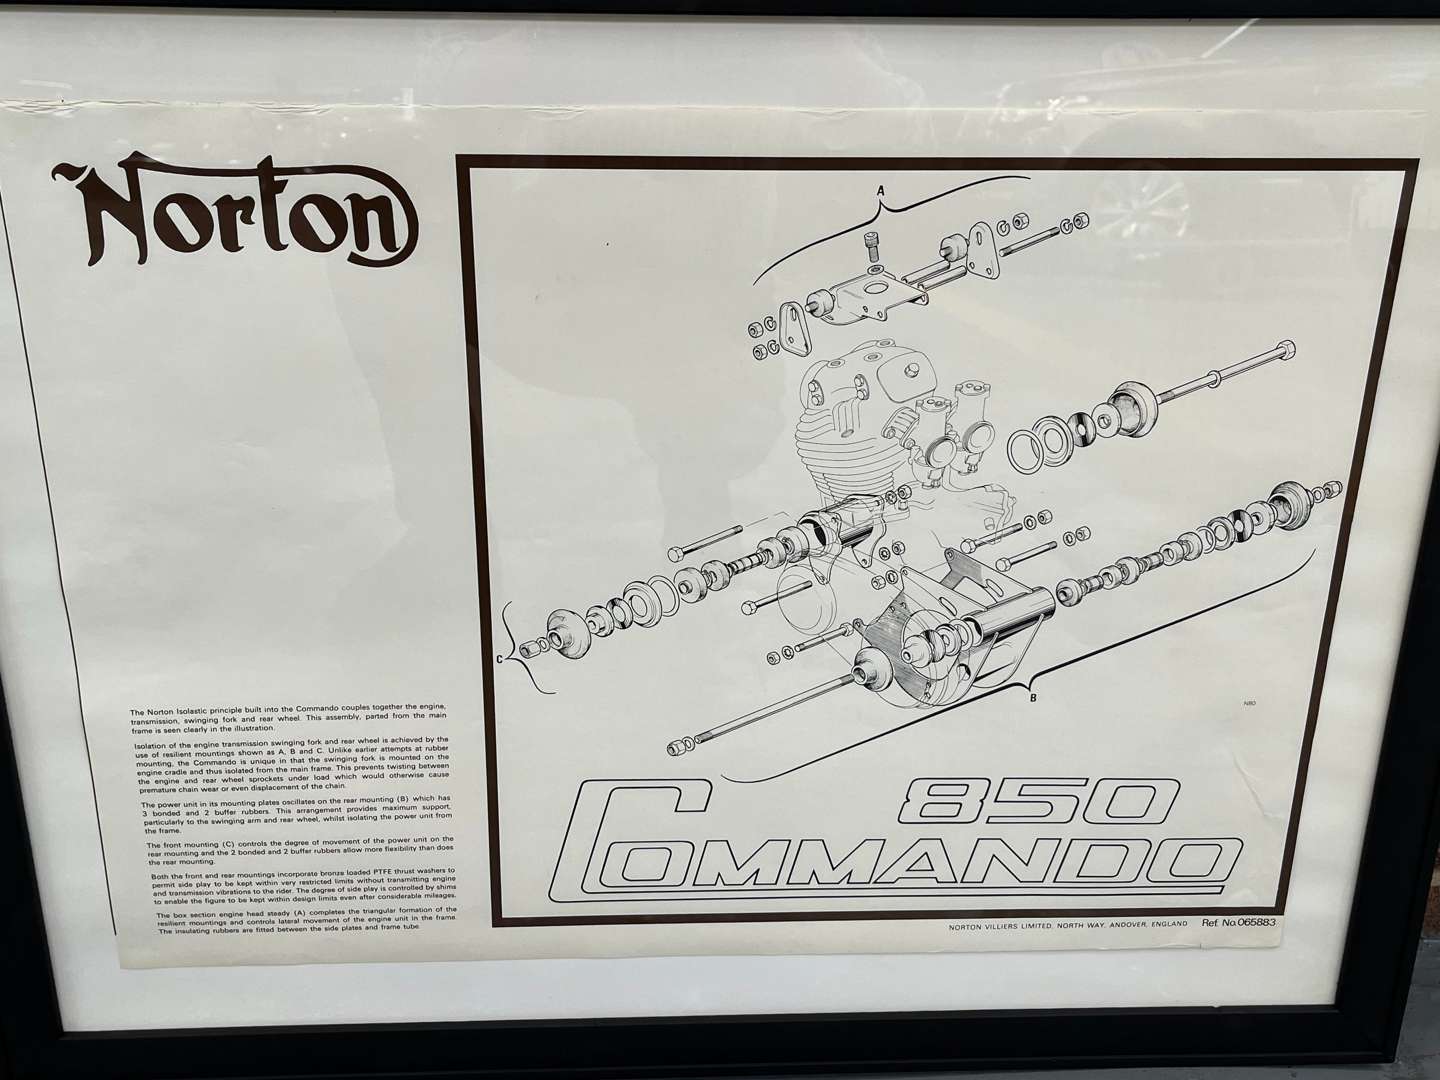 Norton
A
C
B
N80
The Norton Isolastic principle built into the Commando couples together the engine,
transmission, swinging fork and rear wheel. This assembly, parted from the main
frame is seen clearly in the illustration.
Isolation of the engine transmission swinging fork and rear wheel is achieved by the
use of resilient mountings shown as A, B and C. Unlike earlier attempts at rubber
mounting, the Commando is unique in that the swinging fork is mounted on the
engine cradle and thus isolated from the main frame. This prevents twisting between
the engine and rear wheel sprockets under load which would otherwise cause
premature chain wear or even displacement of the chain.
The power unit in its mounting plates oscillates on the rear mounting (B) which has
3 bonded and 2 buffer rubbers. This arrangement provides maximum support,
particularly to the swinging arm and rear wheel, whilst isolating the power unit from
the frame.
The front mounting (C) controls the degree of movement of the power unit on the
rear mounting and the 2 bonded and 2 buffer rubbers allow more flexibility than does
the rear mounting.
Both the front and rear mountings incorporate bronze loaded PTFE thrust washers to
permit side play to be kept within very restricted limits without transmitting engine
and transmission vibrations to the rider. The degree of side play is controlled by shims
to enable the figure to be kept within design limits even after considerable mileages.
The box section engine head steady (A) completes the triangular formation of the
resilient mountings and controls lateral movement of the engine unit in the frame.
The insulating rubbers are fitted between the side plates and frame tube
850
COMMANDO
NORTON VILLIERS LIMITED, NORTH WAY, ANDOVER, ENGLAND Ref. No. 065883